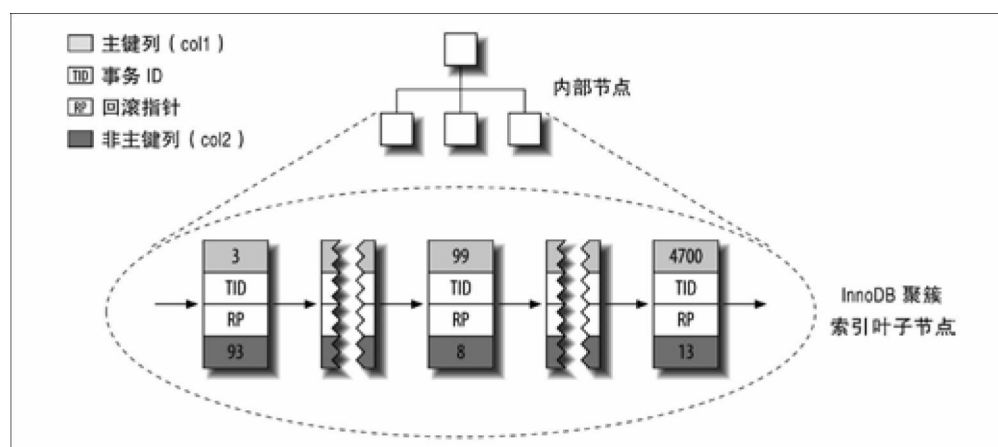 主键列（col1）
TID 事务 ID
RP 回滚指针
非主键列（col2）
内部节点
3 99 4700
TID TID TID
RP RP RP
93 8 13
InnoDB 聚簇
索引叶子节点